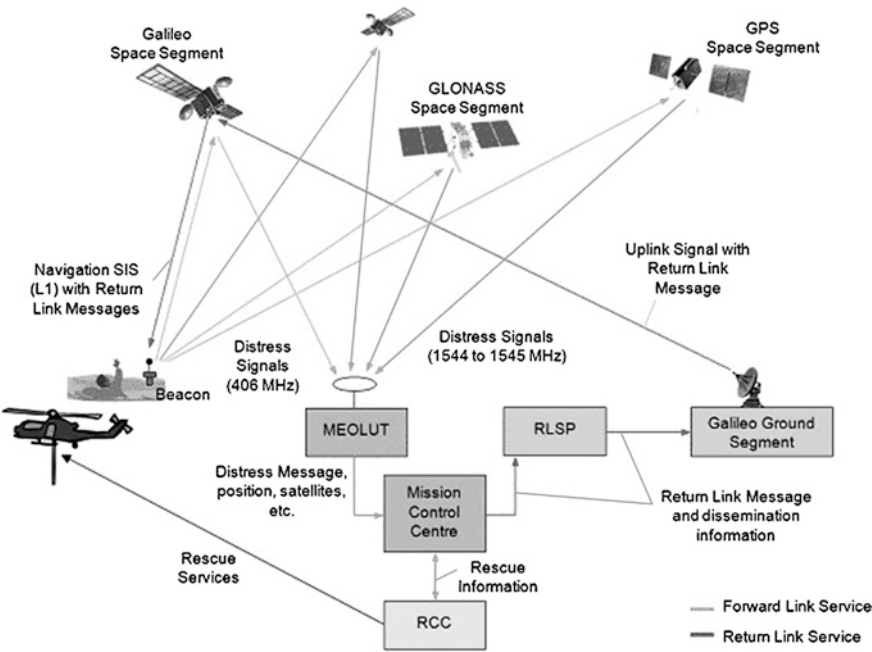 Galileo
Space Segment
GPS
Space Segment
GLONASS
Space Segment
Uplink Signal with
Return Link
Message
Navigation SIS
(L1) with Return
Link Messages
Distress
Signals
(406 MHz)
Distress Signals
(1544 to 1545 MHz)
Beacon
MEOLUT
RLSP
Galileo Ground
Segment
Distress Message,
position, satellites,
etc.
Mission
Control
Centre
Return Link Message
and dissemination
information
Rescue
Services
Rescue
Information
RCC
Forward Link Service
Return Link Service